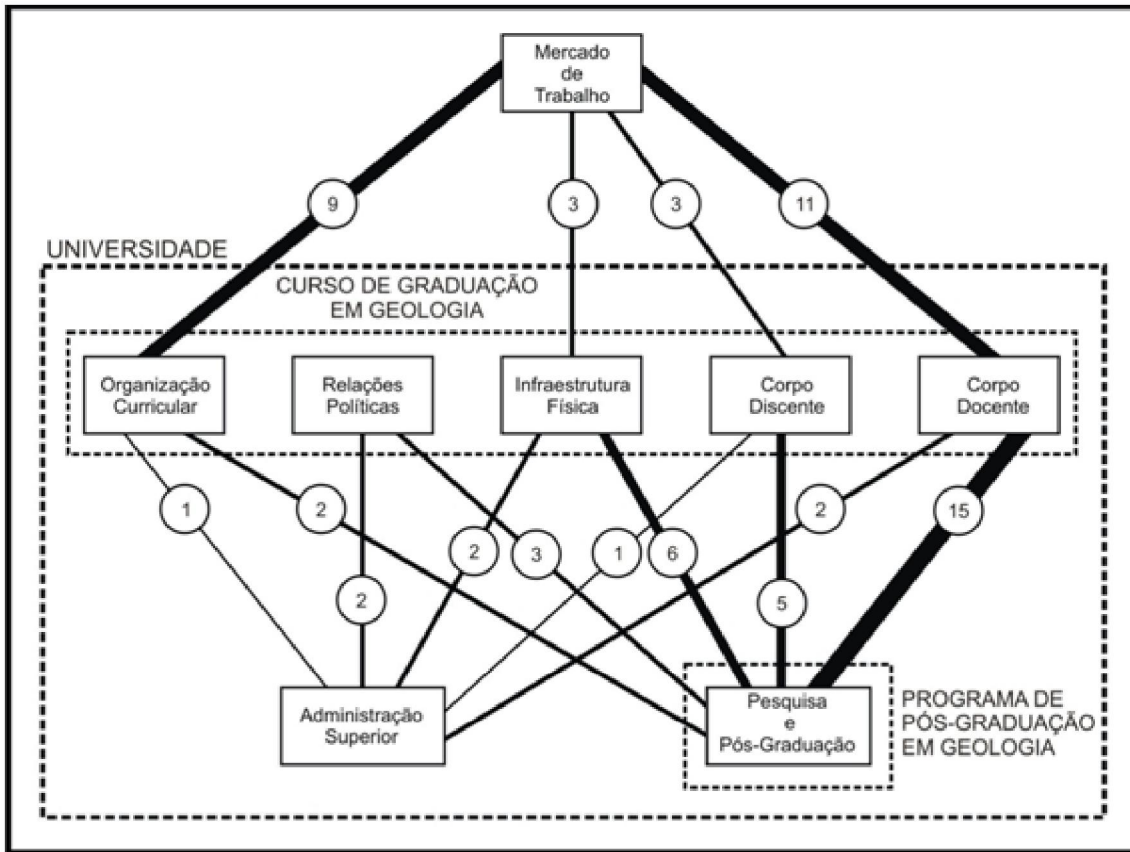 Mercado
de
Trabalho
9
3
3
11
UNIVERSIDADE
CURSO DE GRADUAÇÃO
EM GEOLOGIA
Organização
Curricular
Relações
Políticas
Infraestrutura
Física
Corpo
Discente
Corpo
Docente
1
2
2
2
3
1
6
5
2
15
Administração
Superior
Pesquisa
e
Pós-Graduação
PROGRAMA DE
PÓS-GRADUAÇÃO
EM GEOLOGIA